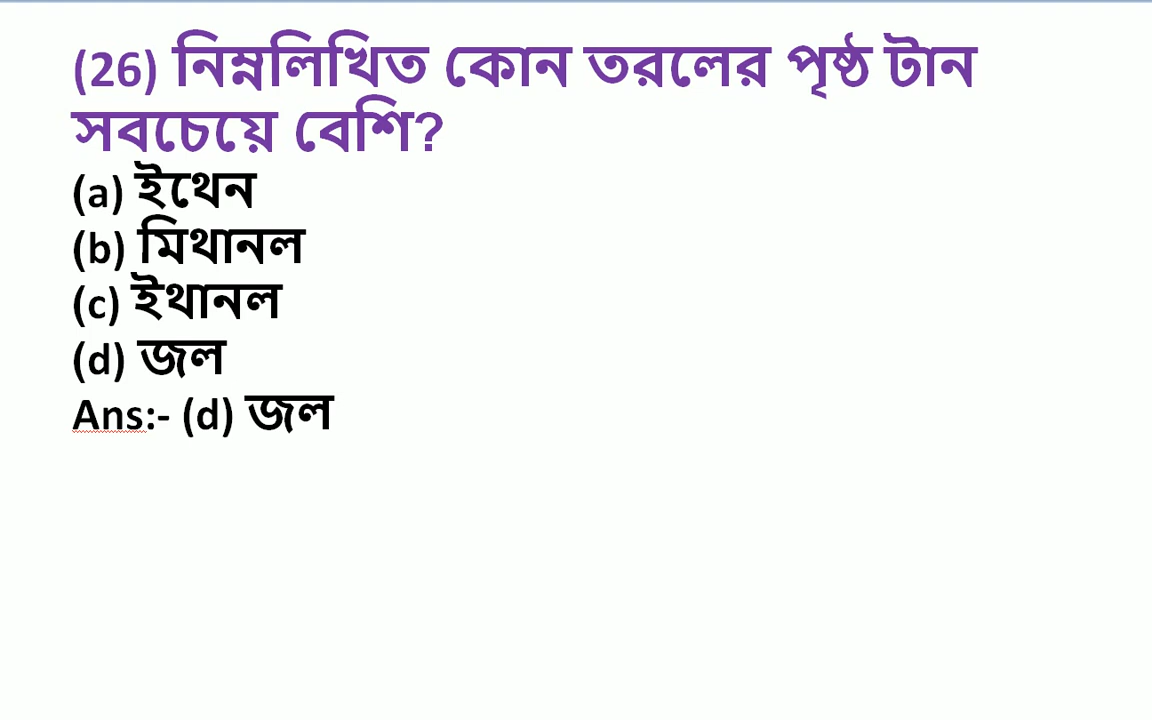 (26) নিম্নলিখিত কোন তরলের পৃষ্ঠ টান
সবচেয়ে বেশি?
(a) ইথেন
(b) মিথানল
(c) ইথানল
(d) জল
Ans:- (d) জল